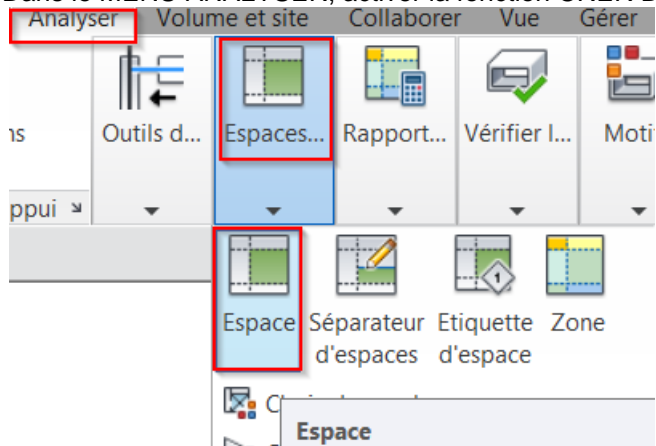 Analyser Volume et site Collaborer Vue Gérer
ns Outils d... Espaces... Rapport... Vérifier l... Moti
ppui
1
Espace Séparateur d'espaces Etiquette d'espace Zone
C
Espace